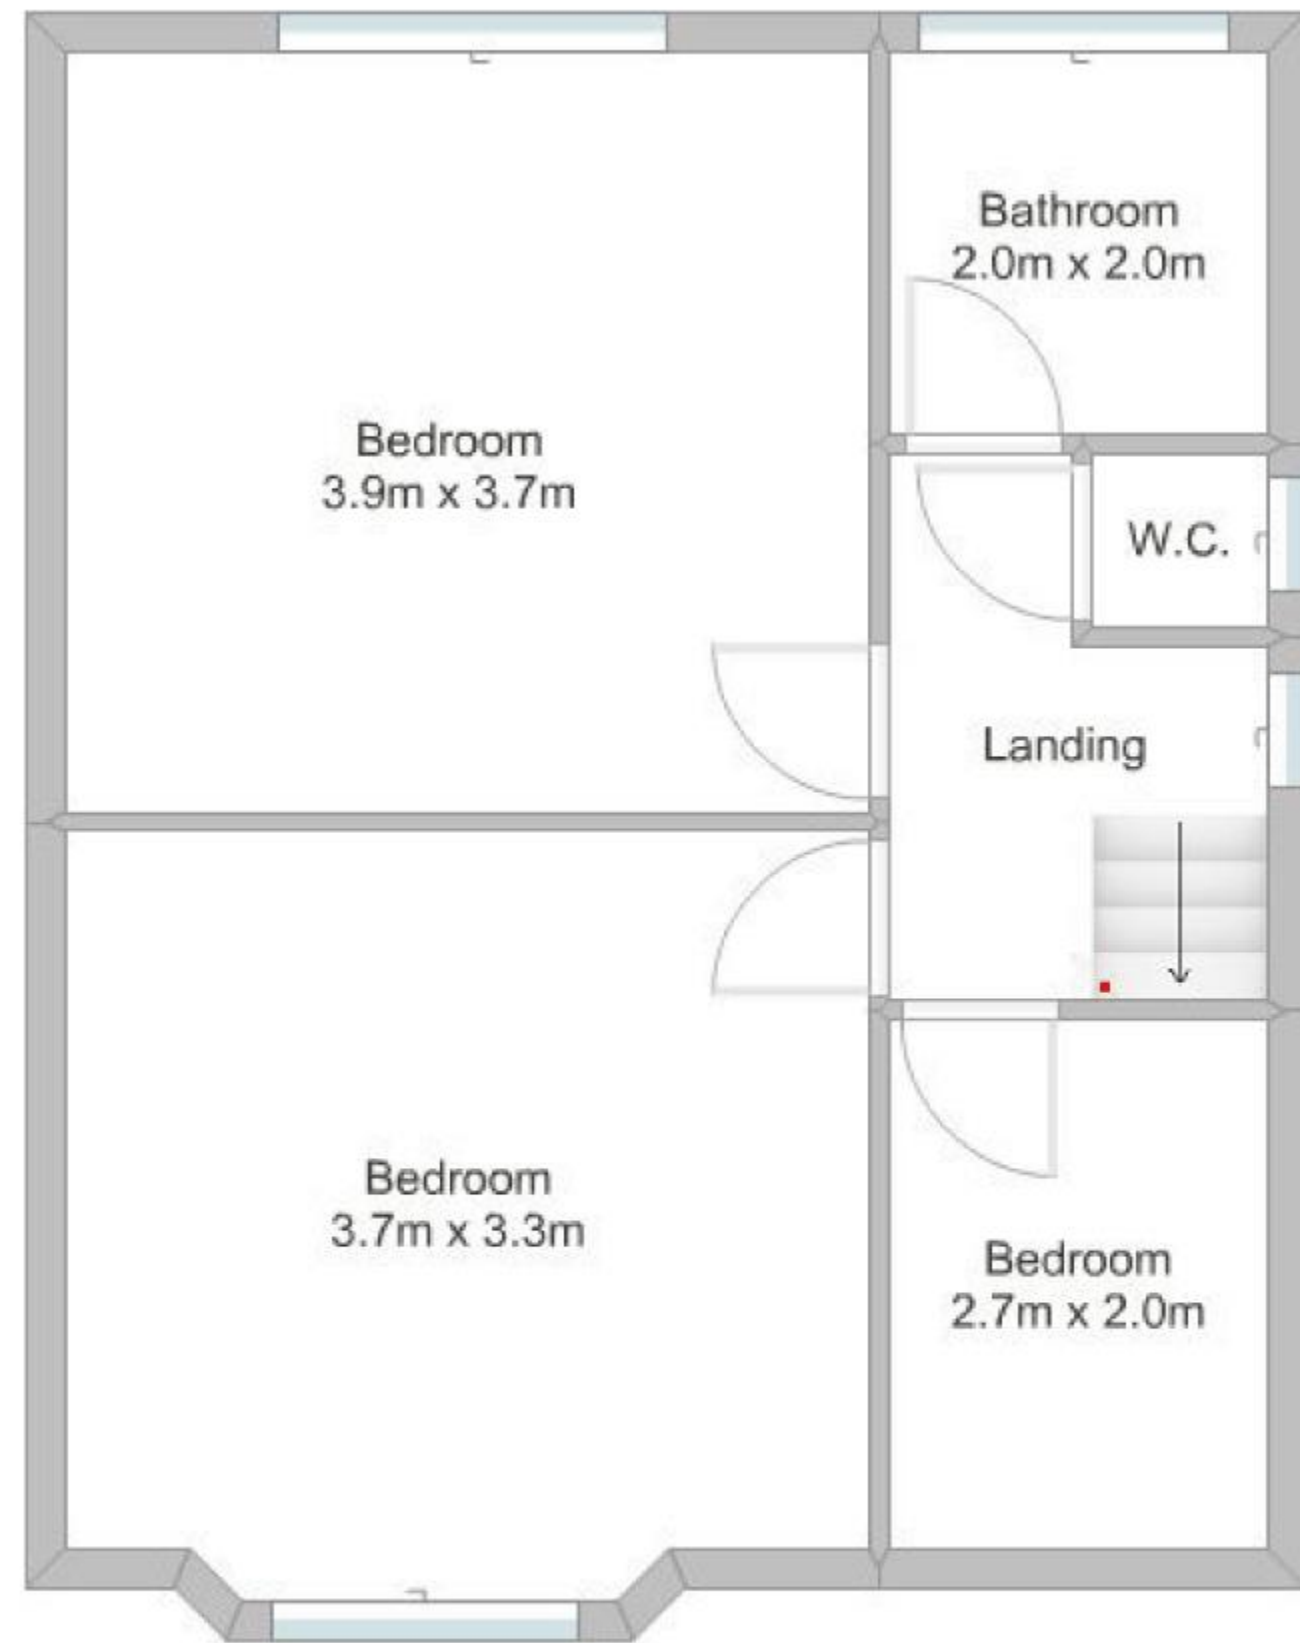 Bathroom
2.0m x 2.0m
Bedroom
3.9m x 3.7m
W.C.
Landing
Bedroom
3.7m x 3.3m
Bedroom
2.7m x 2.0m